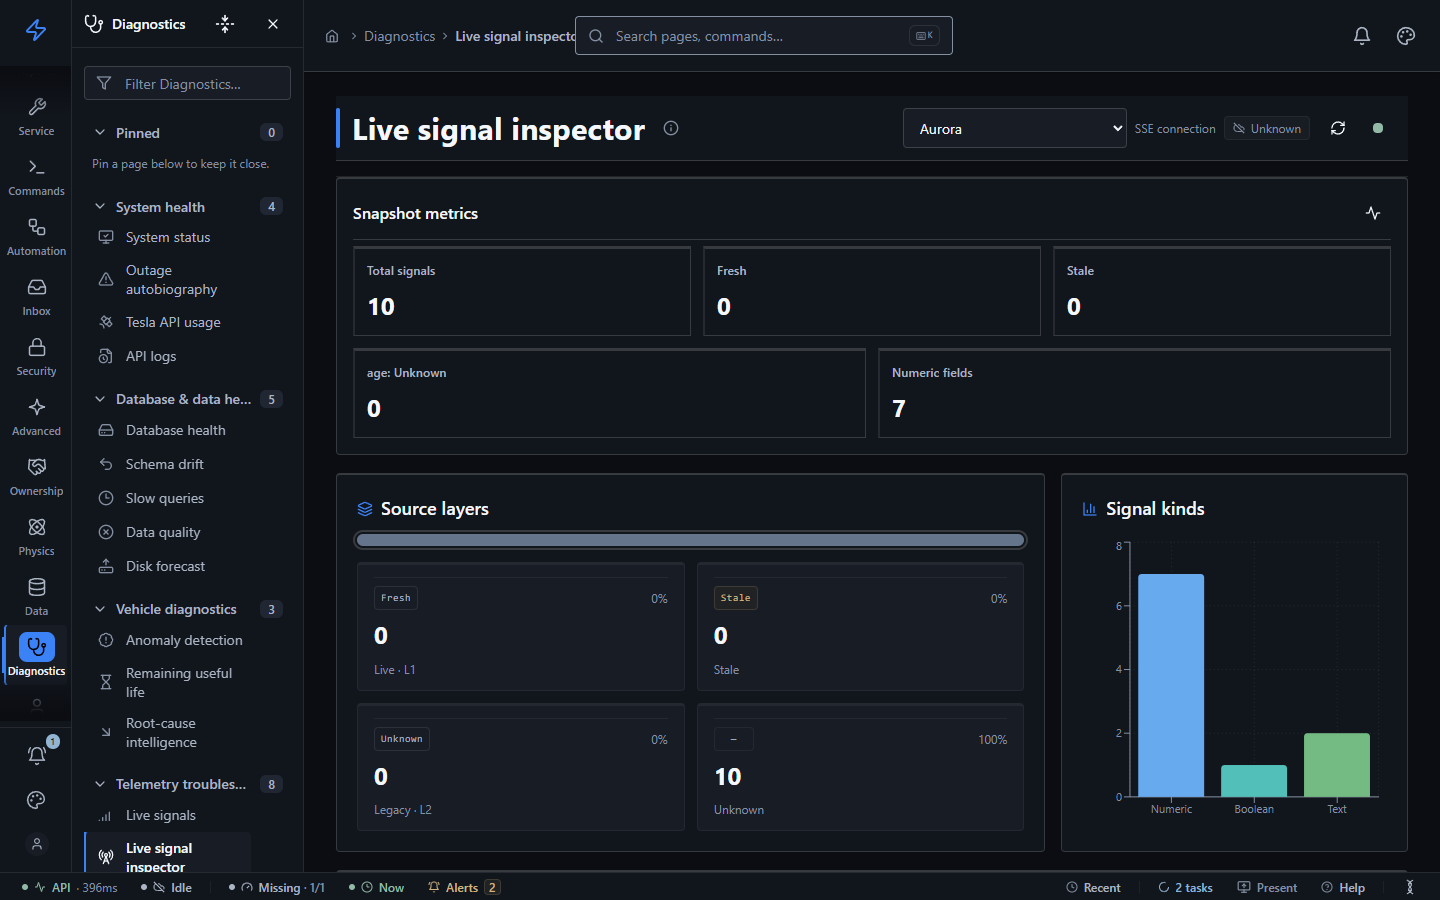 Diagnostics
Diagnostics
Live signal inspecto
Search pages, commands...
K
Service
Commands
Automation
Inbox
Security
Advanced
Ownership
Physics
Data
Diagnostics
1
Filter Diagnostics...
Pinned 0
Pin a page below to keep it close.
System health 4
System status
Outage
autobiography
Tesla API usage
API logs
Database & data he... 5
Database health
Schema drift
Slow queries
Data quality
Disk forecast
Vehicle diagnostics 3
Anomaly detection
Remaining useful
life
Root-cause
intelligence
Telemetry troubles... 8
Live signals
Live signal
inspector
Live signal inspector
Aurora
SSE connection
Unknown
Snapshot metrics
Total signals
10
Fresh
0
Stale
0
age: Unknown
0
Numeric fields
7
Source layers
Fresh 0%
0
Live · L1
Stale 0%
0
Stale
Unknown 0%
0
Legacy · L2
— 100%
10
Unknown
Signal kinds
8
6
4
2
0
Numeric Boolean Text
API · 396ms
Idle
Missing · 1/1
Now
Alerts 2
Recent
2 tasks
Present
Help